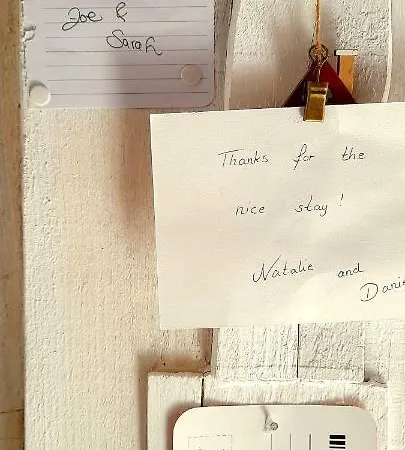 Joe &
Sarah
Thanks for the
nice stay!
Natalie and